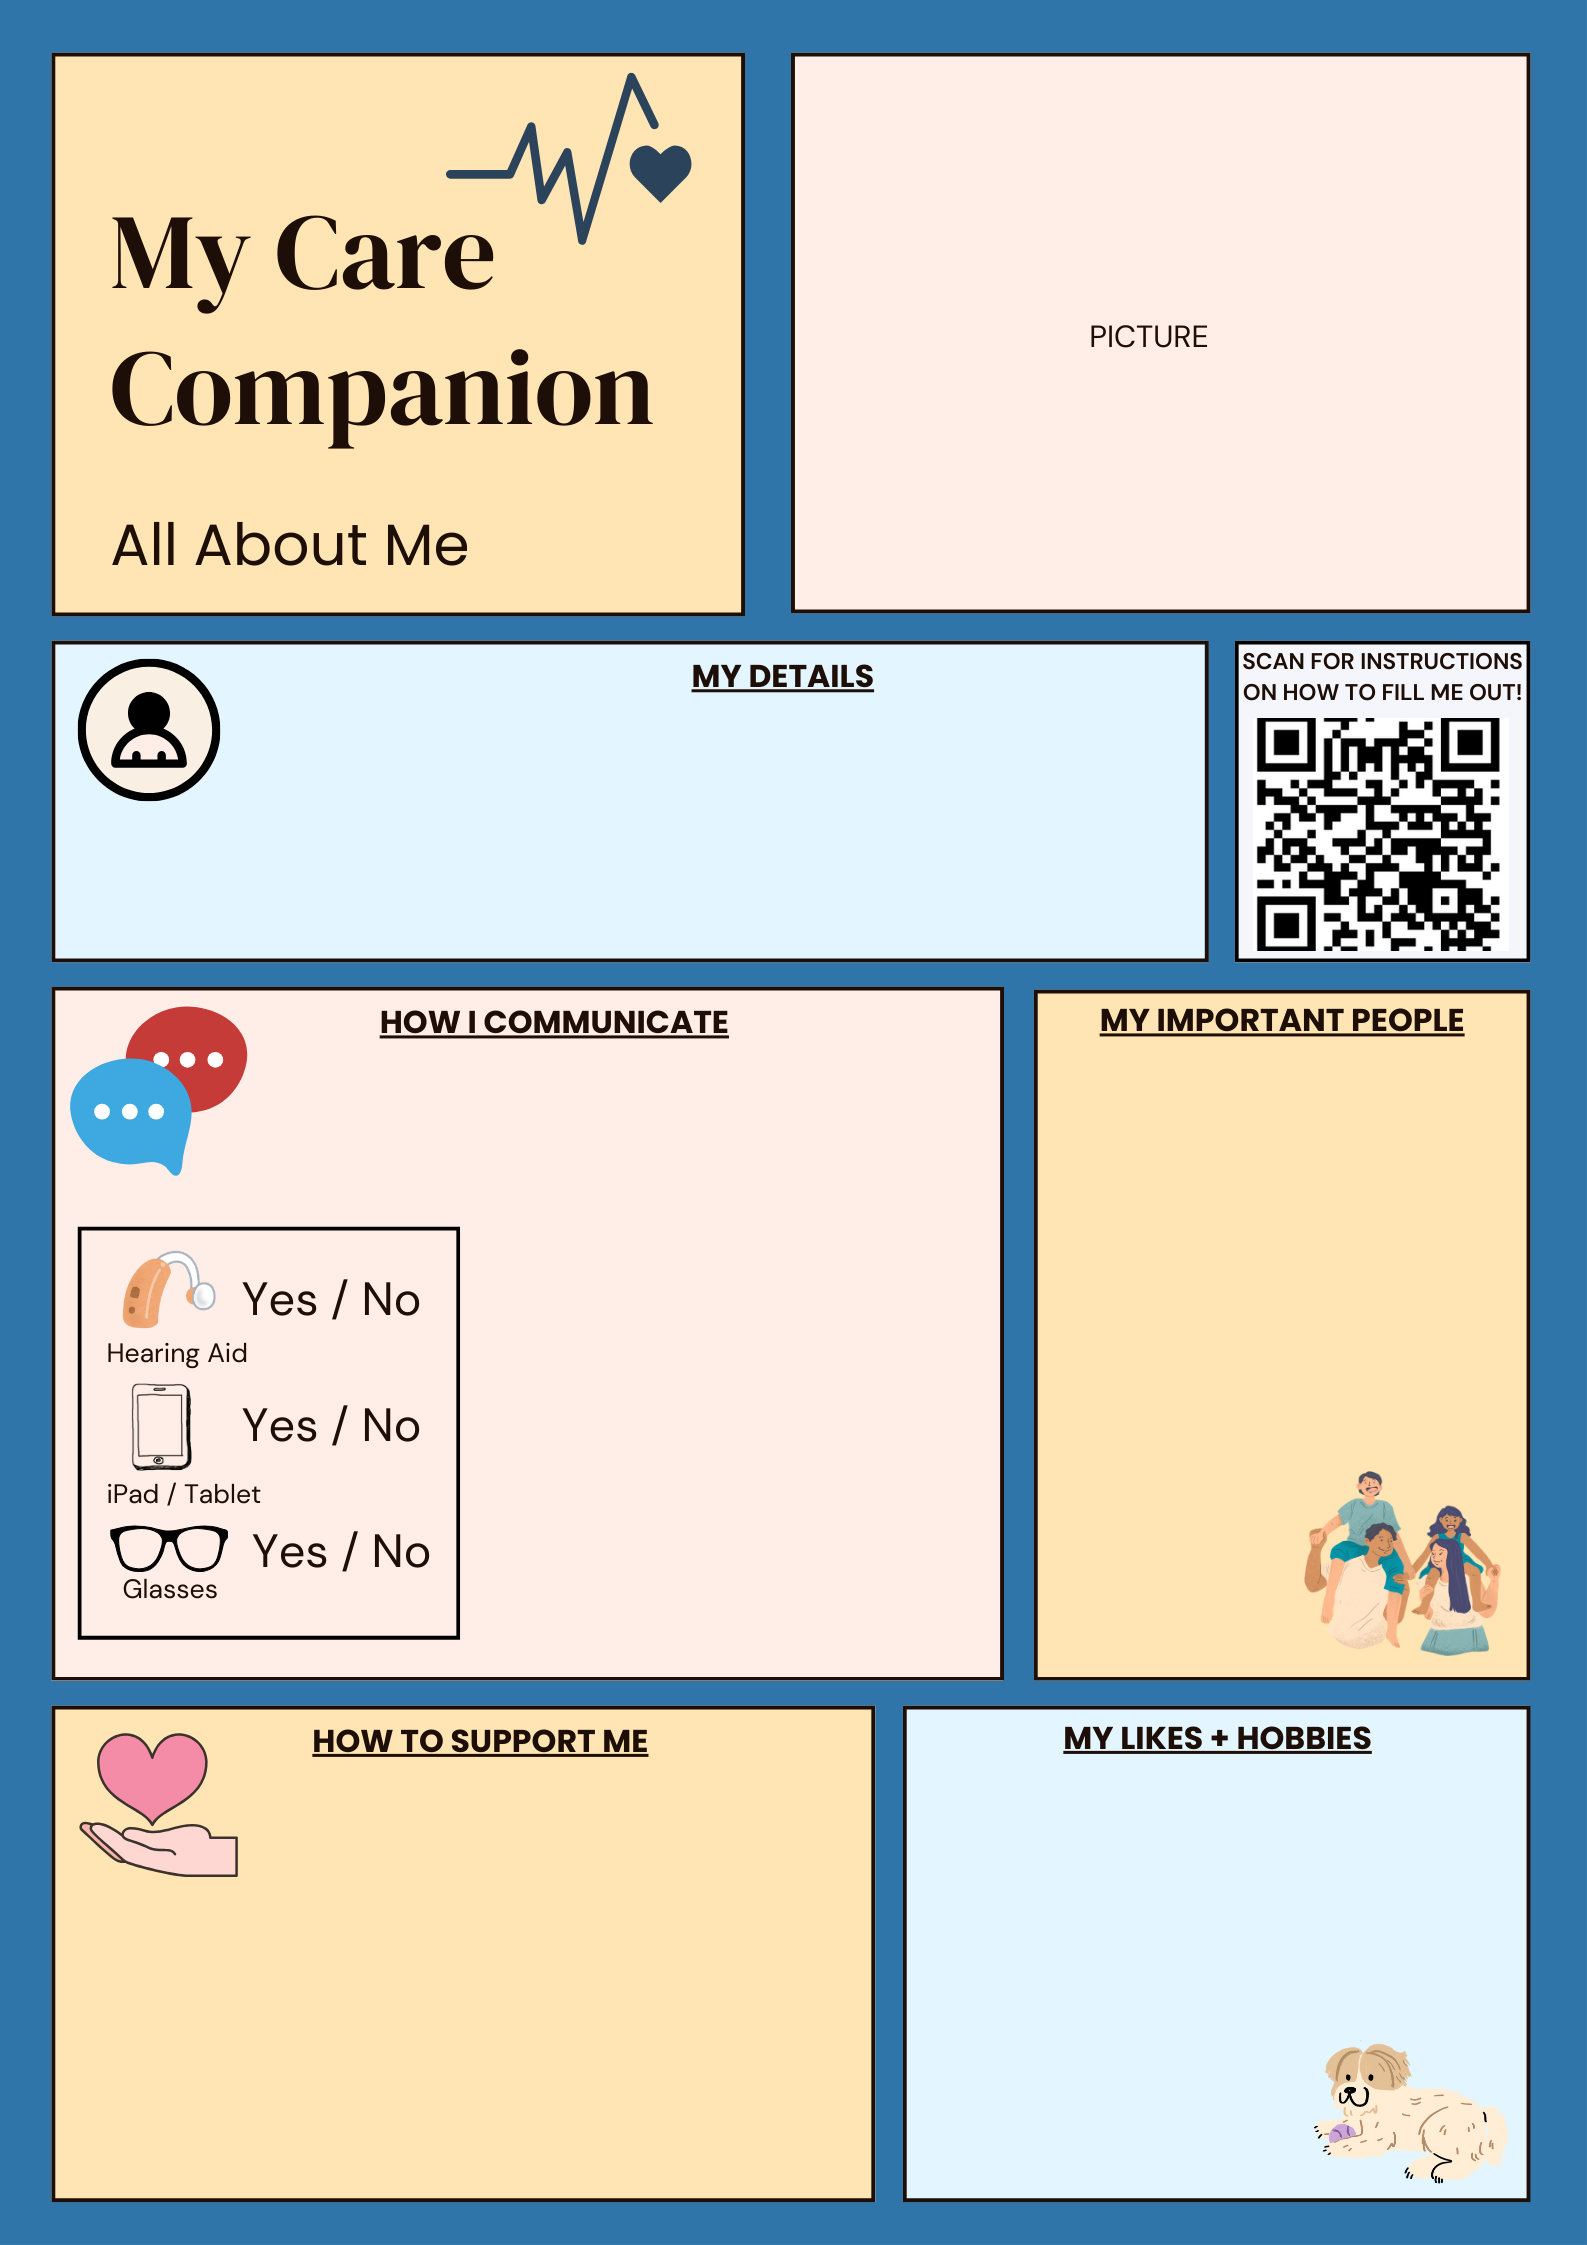 My Care
Companion
All About Me
PICTURE
MY DETAILS
SCAN FOR INSTRUCTIONS
ON HOW TO FILL ME OUT!
HOW I COMMUNICATE
Yes / No
Hearing Aid
Yes / No
iPad / Tablet
Yes / No
Glasses
MY IMPORTANT PEOPLE
HOW TO SUPPORT ME
MY LIKES + HOBBIES